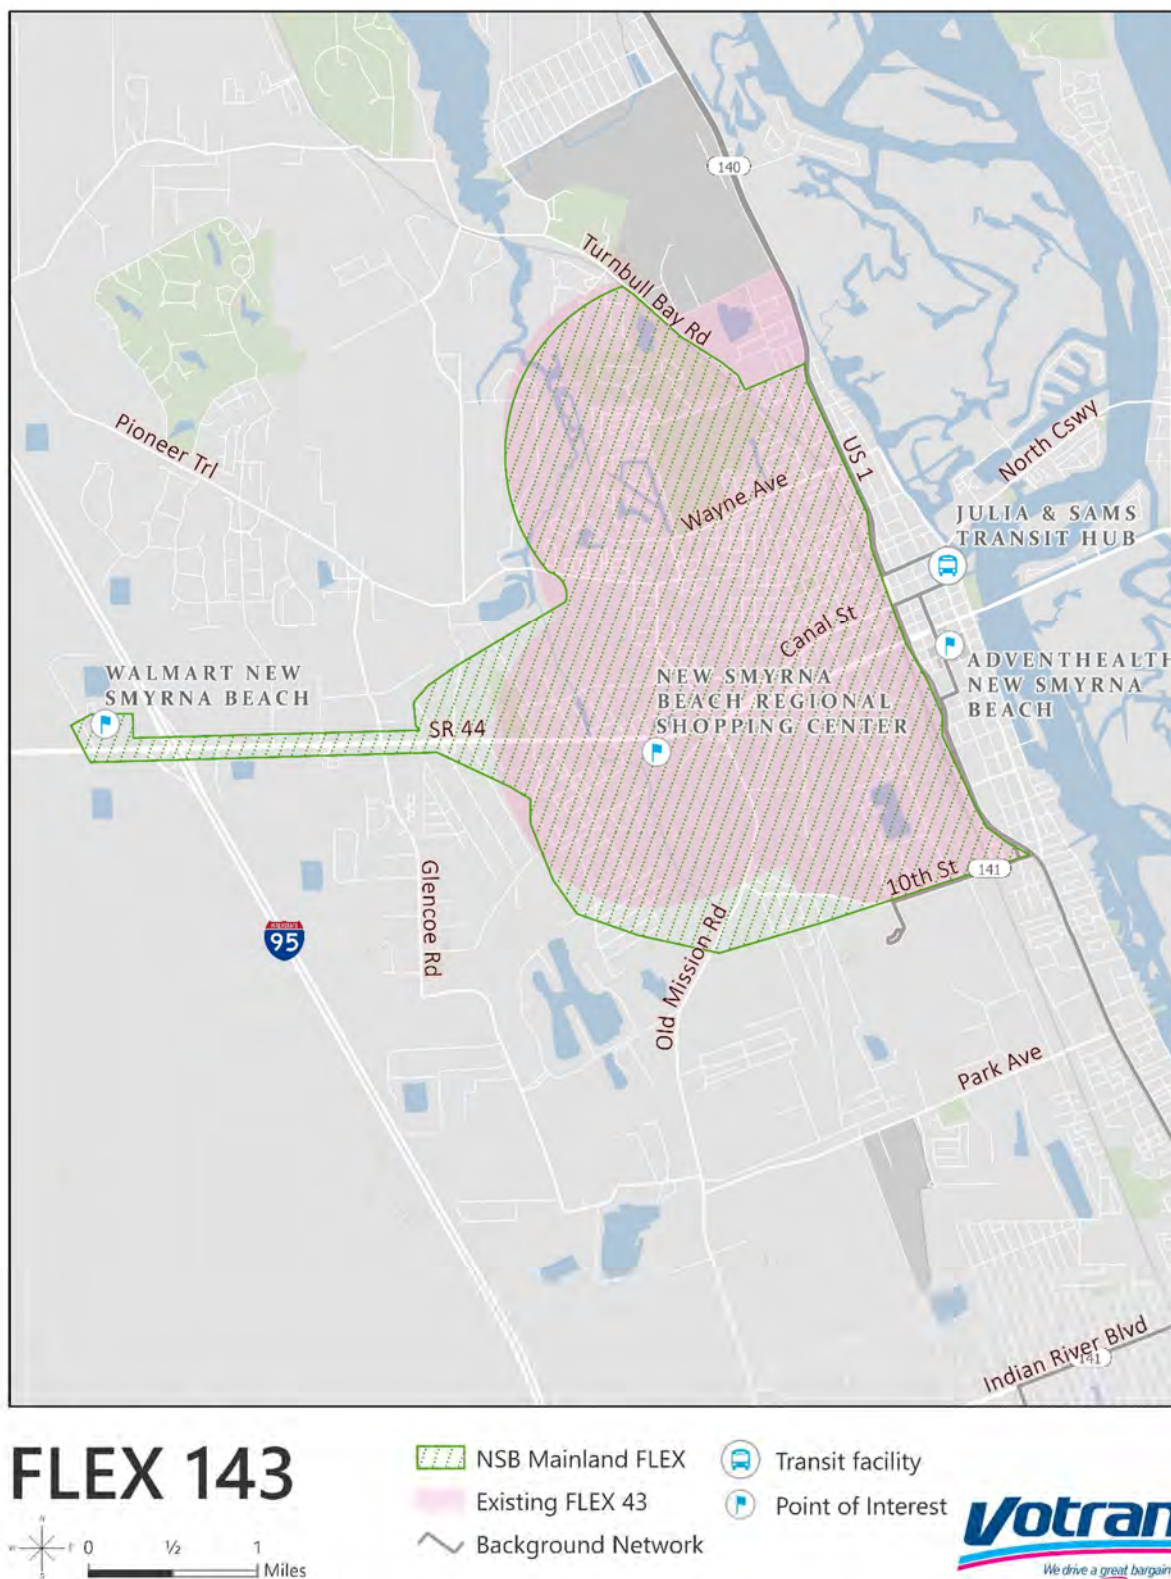 140
Turnbull Bay Rd
Pioneer Trl
US 1
North Cswy
Wayne Ave
JULIA & SAMS
TRANSIT HUB
Canal St
WALMART NEW
SMYRNA BEACH
NEW SMYRNA
BEACH REGIONAL
SHOPPING CENTER
ADVENTHEALTH
NEW SMYRNA
BEACH
SR 44
10th St
141
Glencoe Rd
95
Old Mission Rd
Park Ave
Indian River Blvd
141
FLEX 143
NSB Mainland FLEX
Existing FLEX 43
Background Network
Transit facility
Point of Interest
N
0 ½ 1
Miles
Votran
We drive a great bargain